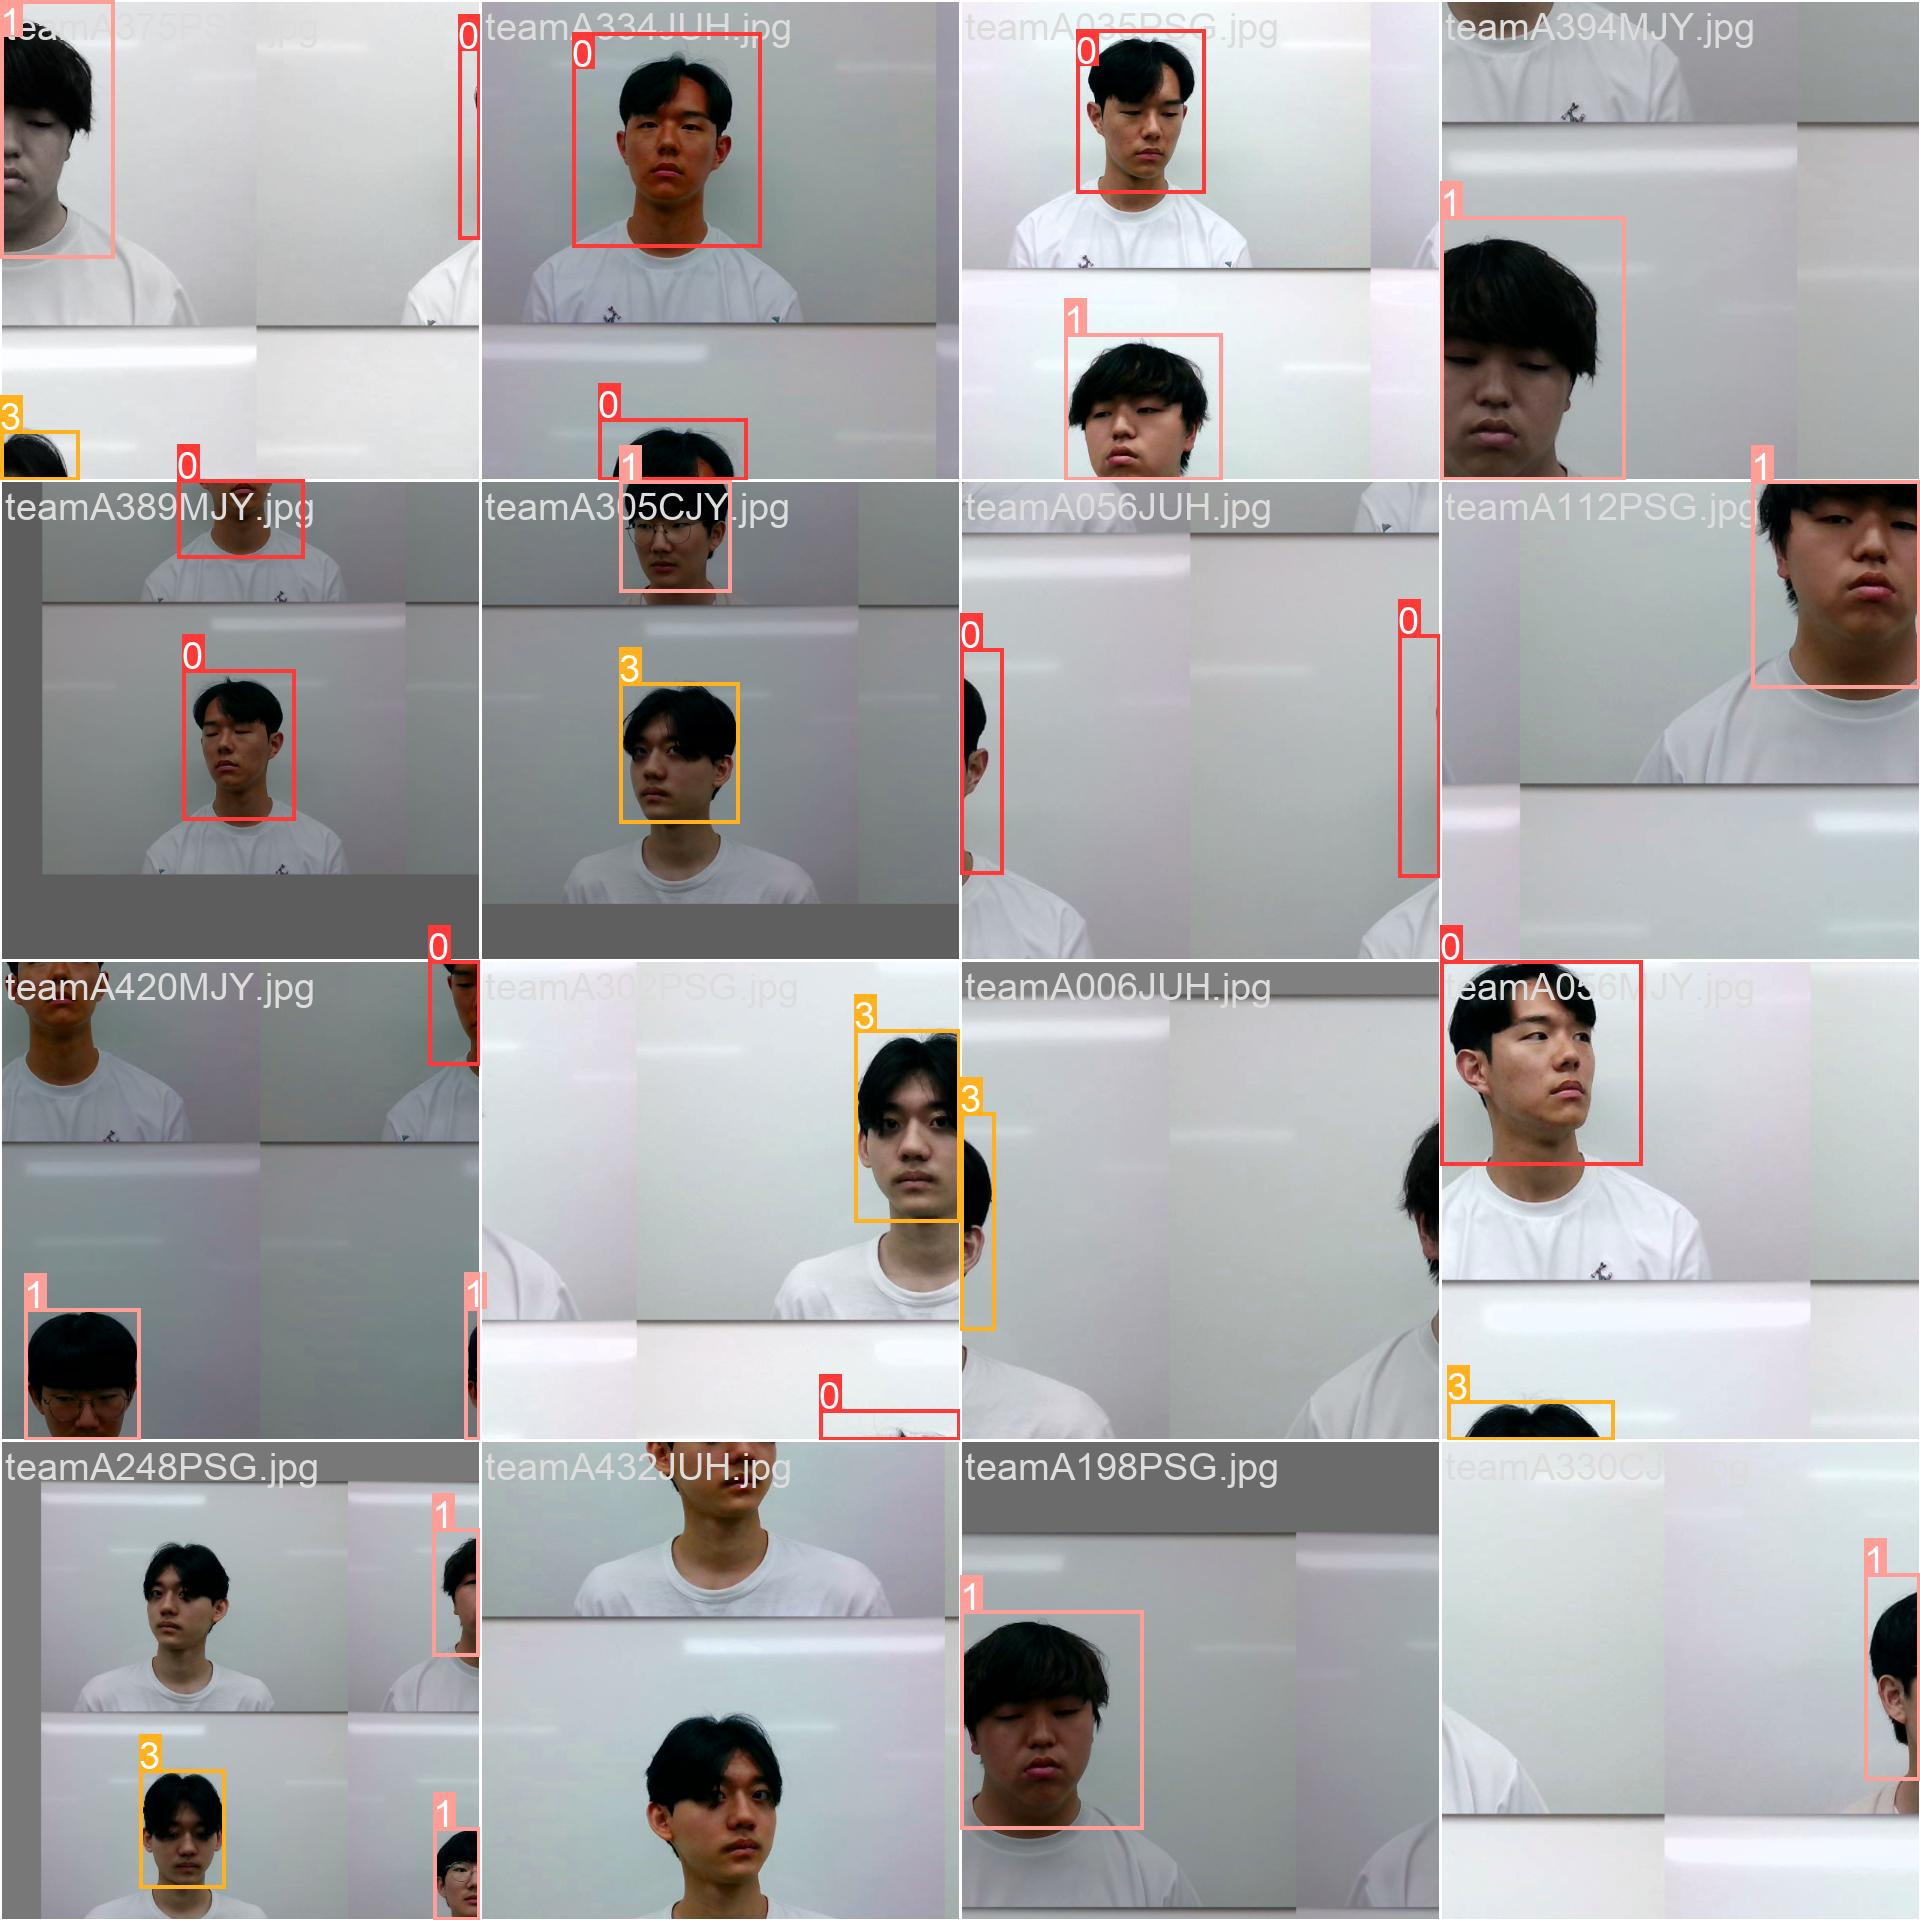 1
teamA375PS jpg
0
3
0
teamA334JUH.jpg
0
0
1
teamA035PSG.jpg
0
1
teamA394MJY.jpg
1
1
teamA389MJY.jpg
0
teamA305CJY.jpg
3
teamA056JUH.jpg
0
0
teamA112PSG.jpg
0
teamA420MJY.jpg
0
1
1
teamA302PSG.jpg
3
0
teamA006JUH.jpg
3
teamA056MJY.jpg
3
teamA248PSG.jpg
1
3
1
teamA432JUH.jpg
teamA198PSG.jpg
1
teamA330CJ
1